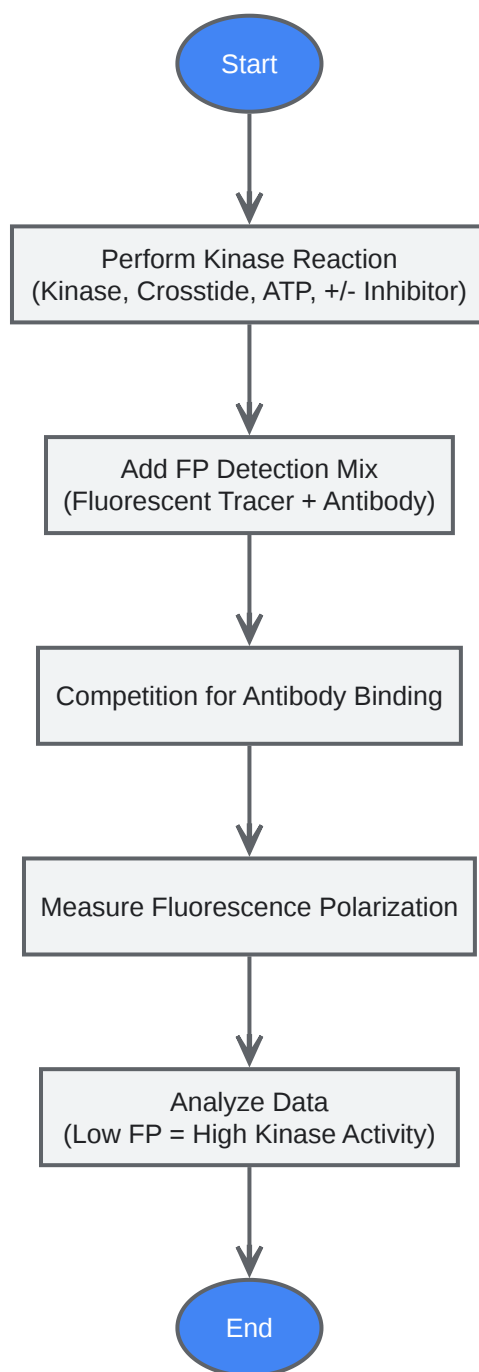 Start
Perform Kinase Reaction
(Kinase, Crosstide, ATP, +/- Inhibitor)
Add FP Detection Mix
(Fluorescent Tracer + Antibody)
Competition for Antibody Binding
Measure Fluorescence Polarization
Analyze Data
(Low FP = High Kinase Activity)
End